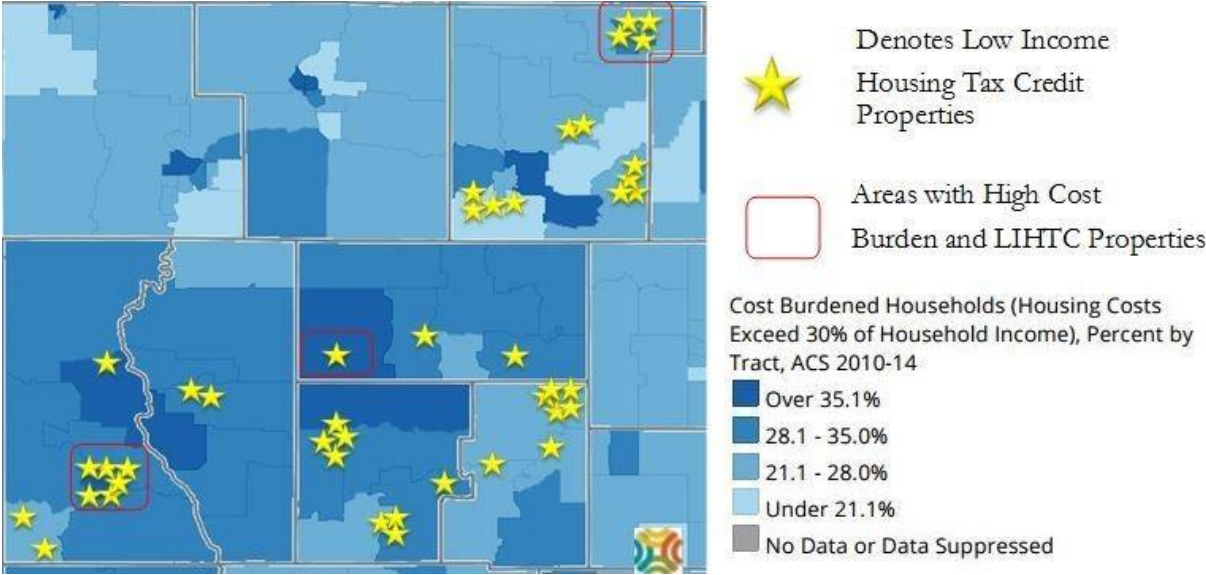 Denotes Low Income
Housing Tax Credit
Properties
Areas with High Cost
Burden and LIHTC Properties
Cost Burdened Households (Housing Costs
Exceed 30% of Household Income), Percent by
Tract, ACS 2010-14
Over 35.1%
28.1 - 35.0%
21.1 - 28.0%
Under 21.1%
No Data or Data Suppressed